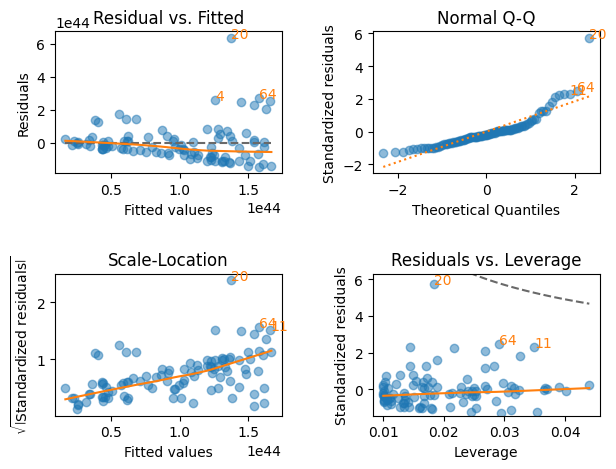 Residual vs. Fitted
1e44
6
4
2
0
Residuals
20
4
64
0.5
1.0
1.5
1e44
Fitted values
Normal Q-Q
6
4
2
0
−2
Standardized residuals
20
64
11
−2
0
2
Theoretical Quantiles
Scale-Location
2
1
√|Standardized residuals|
20
64
11
0.5
1.0
1.5
1e44
Fitted values
Residuals vs. Leverage
6
4
2
0
Standardized residuals
20
64
11
0.01
0.02
0.03
0.04
Leverage